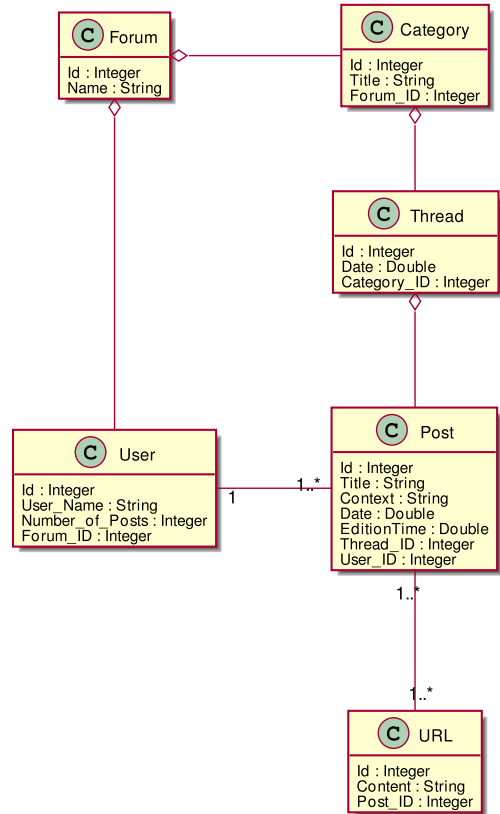 C Forum
Id : Integer
Name : String
C Category
Id : Integer
Title : String
Forum_ID : Integer
C Thread
Id : Integer
Date : Double
Category_ID : Integer
C User
Id : Integer
User_Name : String
Number_of_Posts : Integer
Forum_ID : Integer
1
1..*
C Post
Id : Integer
Title : String
Context : String
Date : Double
EditionTime : Double
Thread_ID : Integer
User_ID : Integer
1..*
1..*
C URL
Id : Integer
Content : String
Post_ID : Integer